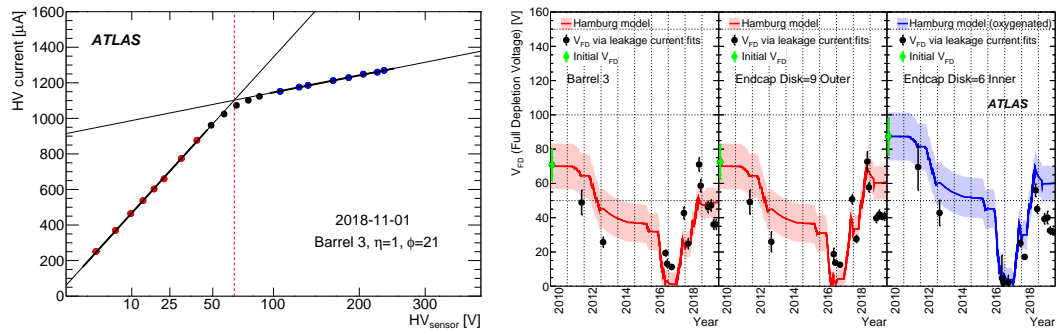 HV current [μA]
1600
1400
1200
1000
800
600
400
200
0
ATLAS
2018-11-01
Barrel 3, η=1, ϕ=21
10 25 50 100 200 300
HV_sensor [V]
V_FD (Full Depletion Voltage) [V]
160
140
120
100
80
60
40
20
0
Hamburg model
V_FD via leakage current fits
Initial V_FD
Barrel 3
2010 2012 2014 2016 2018
Year
Hamburg model
V_FD via leakage current fits
Initial V_FD
Endcap Disk=9 Outer
2010 2012 2014 2016 2018
Year
Hamburg model (oxygenated)
V_FD via leakage current fits
Initial V_FD
Endcap Disk=6 Inner
ATLAS
2010 2012 2014 2016 2018
Year